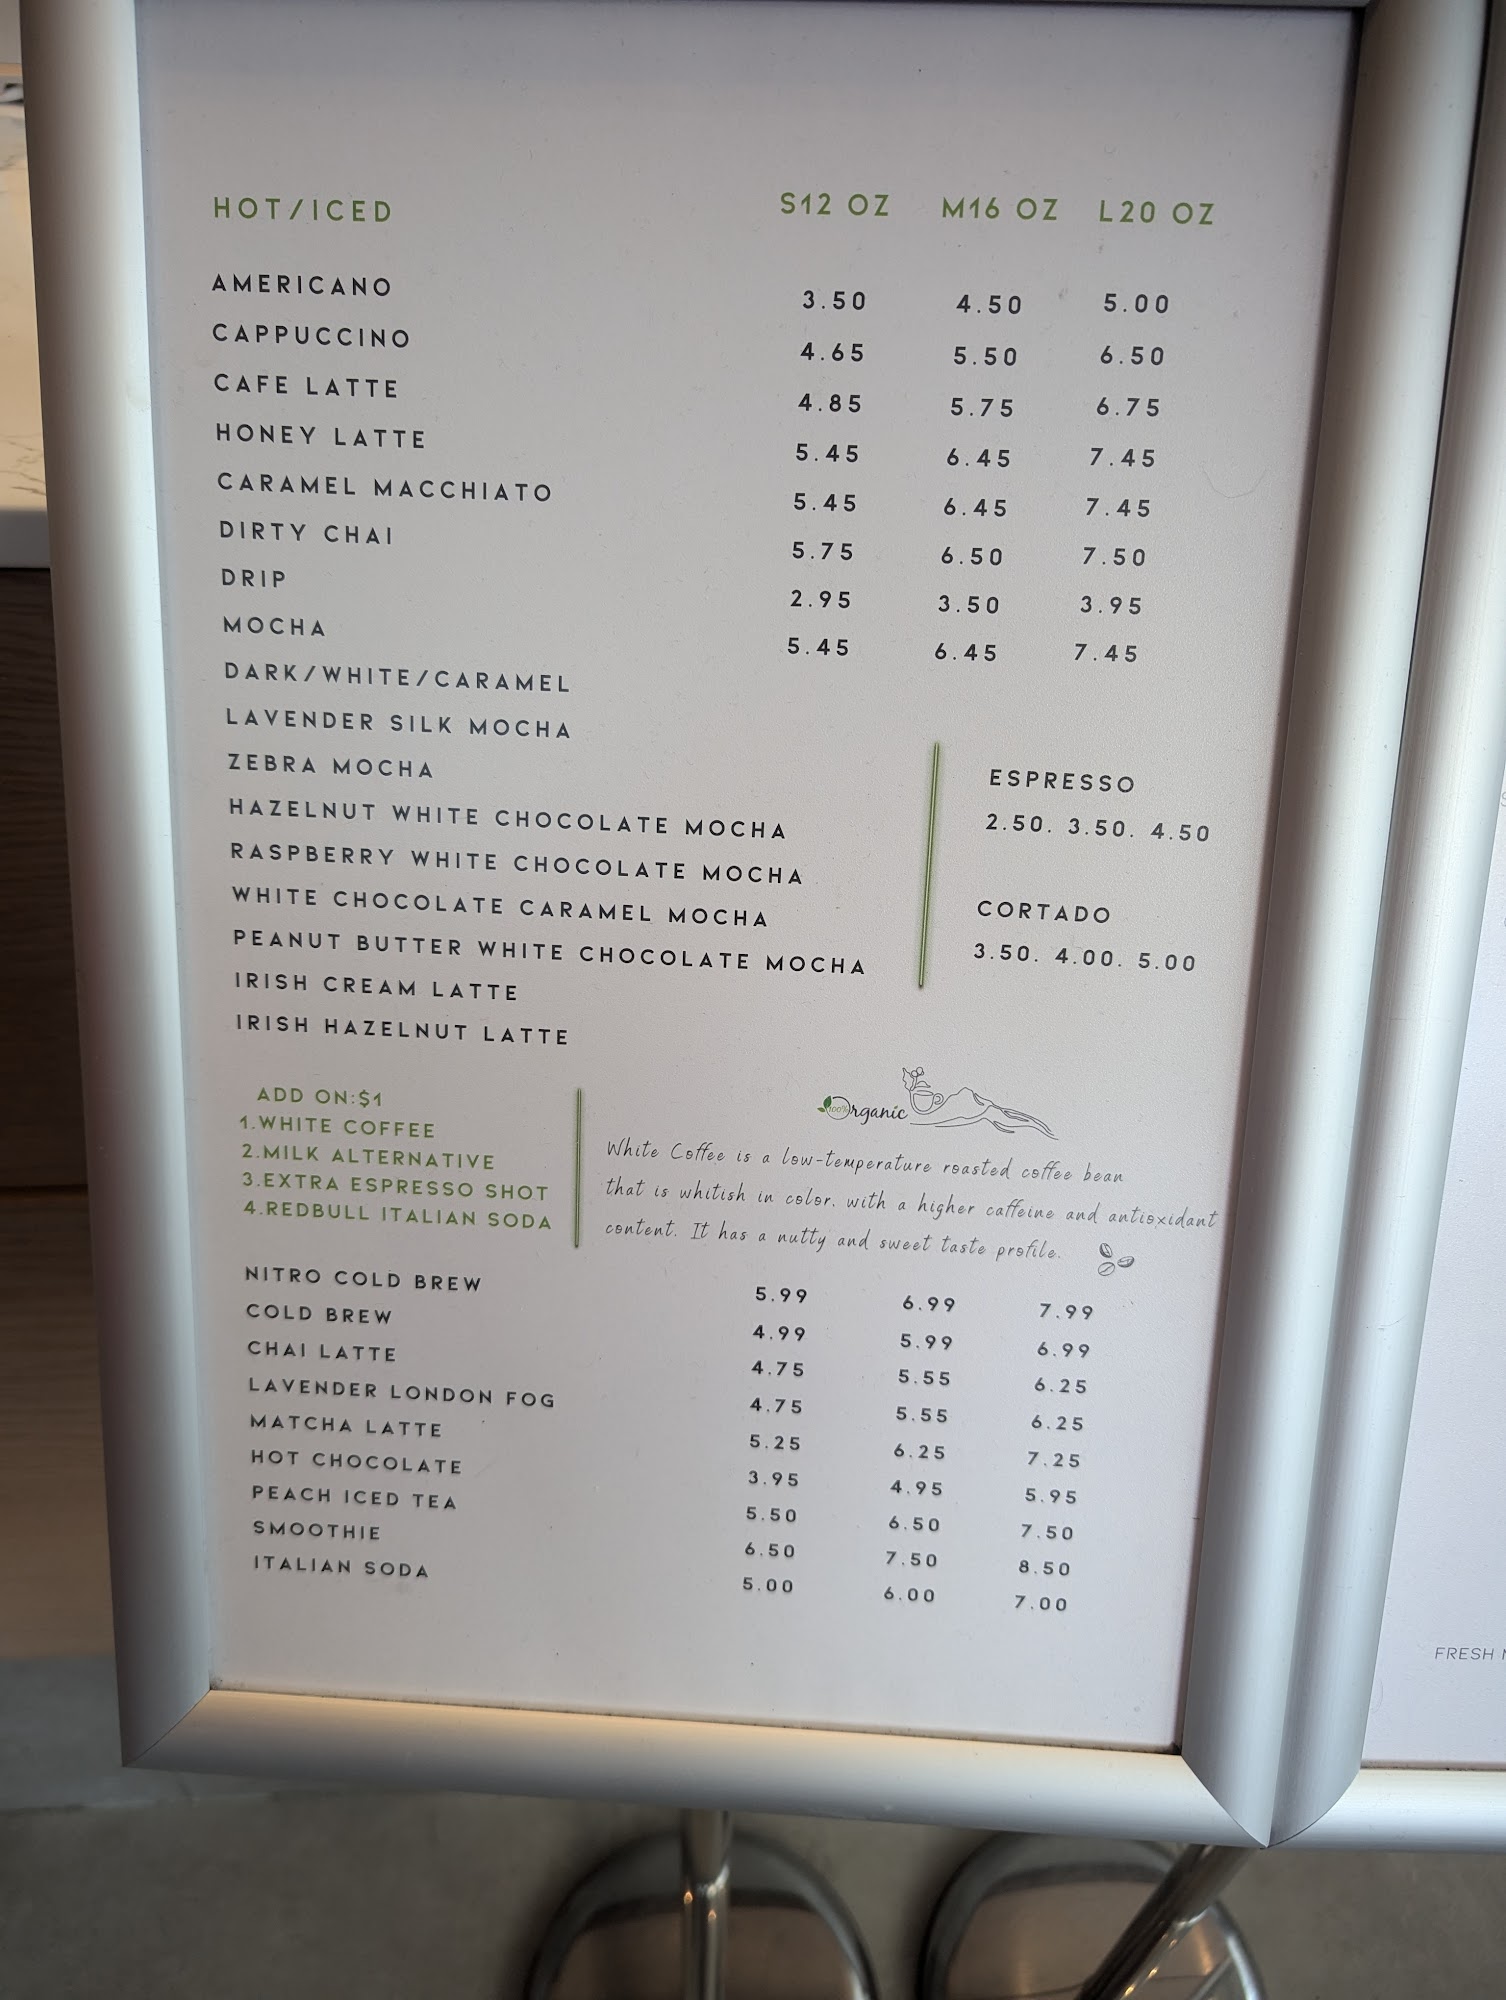 HOT/ICED S12 OZ M16 OZ L20 OZ
AMERICANO 3.50 4.50 5.00
CAPPUCCINO 4.65 5.50 6.50
CAFE LATTE 4.85 5.75 6.75
HONEY LATTE 5.45 6.45 7.45
CARAMEL MACCHIATO 5.45 6.45 7.45
DIRTY CHAI 5.75 6.50 7.50
DRIP 2.95 3.50 3.95
MOCHA 5.45 6.45 7.45
DARK/WHITE/CARAMEL
LAVENDER SILK MOCHA
ZEBRA MOCHA
HAZELNUT WHITE CHOCOLATE MOCHA
RASPBERRY WHITE CHOCOLATE MOCHA
WHITE CHOCOLATE CARAMEL MOCHA
PEANUT BUTTER WHITE CHOCOLATE MOCHA
IRISH CREAM LATTE
IRISH HAZELNUT LATTE
ESPRESSO
2.50. 3.50. 4.50
CORTADO
3.50. 4.00. 5.00
ADD ON:$1
1.WHITE COFFEE
2.MILK ALTERNATIVE
3.EXTRA ESPRESSO SHOT
4.REDBULL ITALIAN SODA
100% Organic
White Coffee is a low-temperature roasted coffee bean
that is whitish in color. with a higher caffeine and antioxidant
content. It has a nutty and sweet taste profile.
NITRO COLD BREW 5.99 6.99 7.99
COLD BREW 4.99 5.99 6.99
CHAI LATTE 4.75 5.55 6.25
LAVENDER LONDON FOG 4.75 5.55 6.25
MATCHA LATTE 5.25 6.25 7.25
HOT CHOCOLATE 3.95 4.95 5.95
PEACH ICED TEA 5.50 6.50 7.50
SMOOTHIE 6.50 7.50 8.50
ITALIAN SODA 5.00 6.00 7.00
FRESH